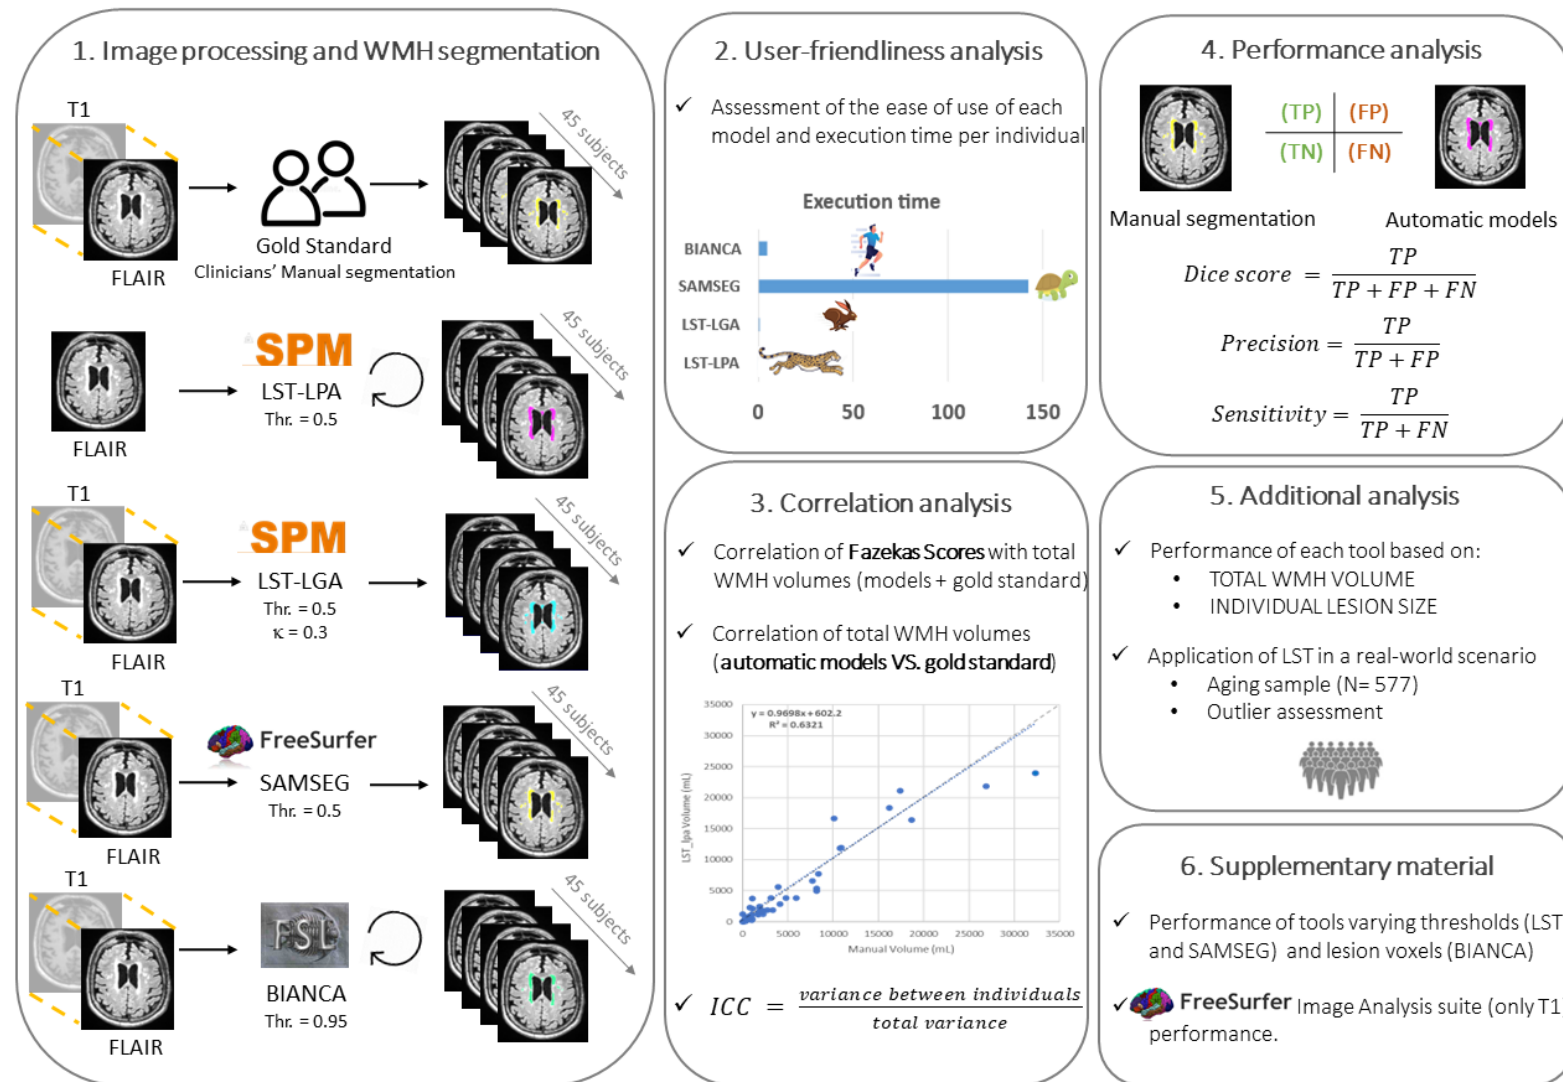 1. Image processing and WMH segmentation
T1
FLAIR
Gold Standard
Clinicians' Manual segmentation
45 subjects
FLAIR
SPM
LST-LPA
Thr. = 0.5
45 subjects
T1
FLAIR
SPM
LST-LGA
Thr. = 0.5
κ = 0.3
45 subjects
T1
FLAIR
FreeSurfer
SAMSEG
Thr. = 0.5
45 subjects
T1
FLAIR
FSL
BIANCA
Thr. = 0.95
45 subjects
2. User-friendliness analysis
✓ Assessment of the ease of use of each
model and execution time per individual
Execution time
BIANCA
SAMSEG
LST-LGA
LST-LPA
0 50 100 150
3. Correlation analysis
✓ Correlation of Fazekas Scores with total
WMH volumes (models + gold standard)
✓ Correlation of total WMH volumes
(automatic models VS. gold standard)
y = 0.9698x + 602.2
R² = 0.6321
35000
30000
25000
20000
15000
10000
5000
0
LST_lpa Volume (mL)
0 5000 10000 15000 20000 25000 30000 35000
Manual Volume (mL)
✓ ICC = variance between individuals / total variance
4. Performance analysis
(TP) (FP)
(TN) (FN)
Manual segmentation
Automatic models
Dice score = TP / TP + FP + FN
Precision = TP / TP + FP
Sensitivity = TP / TP + FN
5. Additional analysis
✓ Performance of each tool based on:
• TOTAL WMH VOLUME
• INDIVIDUAL LESION SIZE
✓ Application of LST in a real-world scenario
• Aging sample (N= 577)
• Outlier assessment
6. Supplementary material
✓ Performance of tools varying thresholds (LST
and SAMSEG) and lesion voxels (BIANCA)
✓ FreeSurfer Image Analysis suite (only T1
performance.